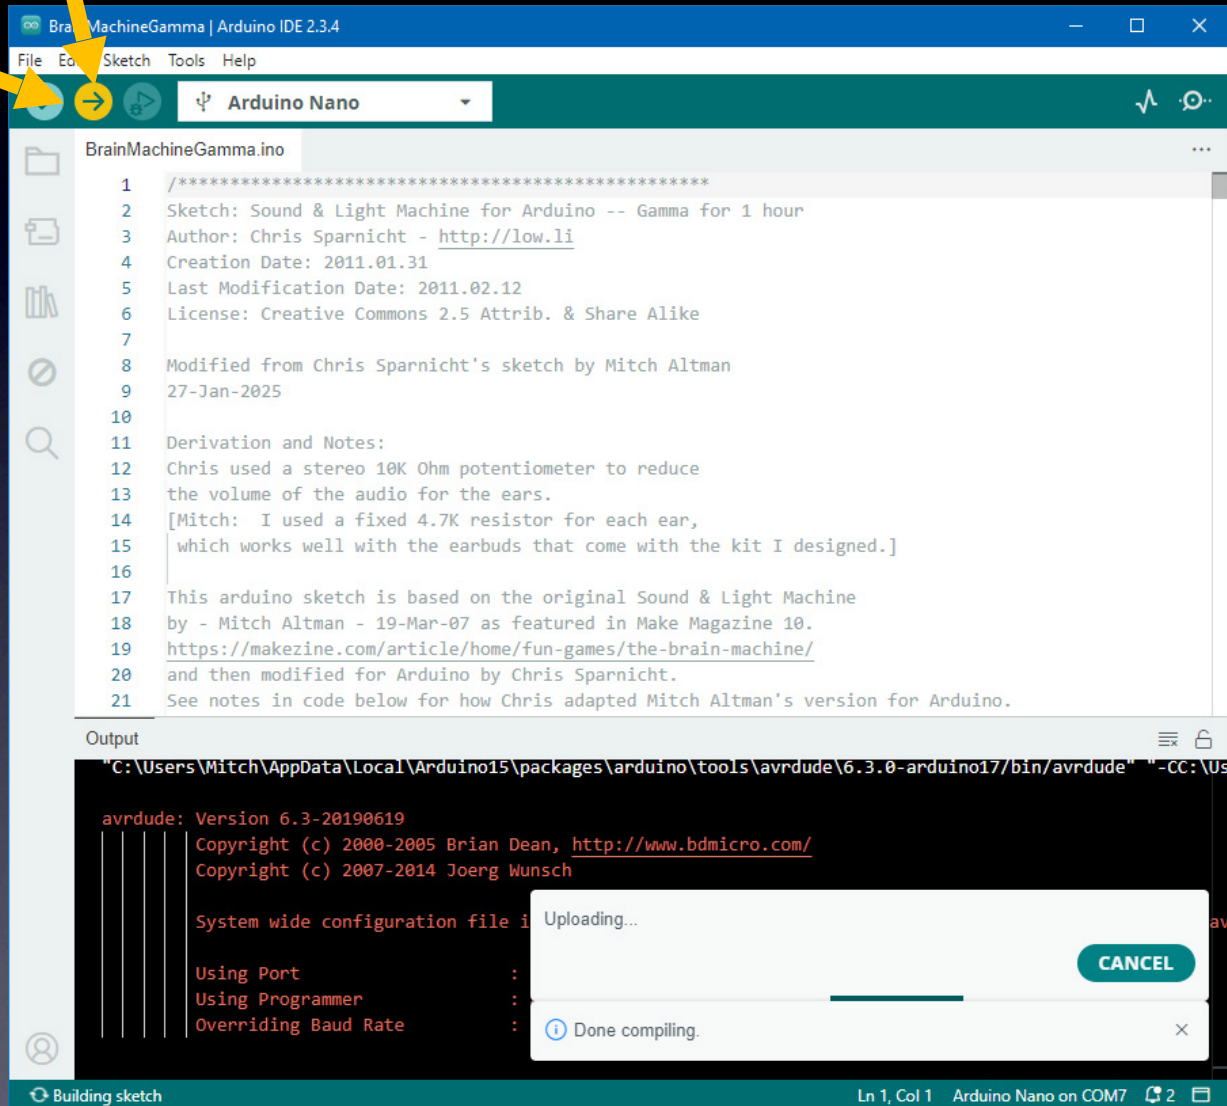 BrainMachineGamma | Arduino IDE 2.3.4
File Sketch Tools Help
Arduino Nano
BrainMachineGamma.ino
1 /***************************************************
2 Sketch: Sound & Light Machine for Arduino -- Gamma for 1 hour
3 Author: Chris Sparnicht - http://low.li
4 Creation Date: 2011.01.31
5 Last Modification Date: 2011.02.12
6 License: Creative Commons 2.5 Attrib. & Share Alike
7
8 Modified from Chris Sparnicht's sketch by Mitch Altman
9 27-Jan-2025
10
11 Derivation and Notes:
12 Chris used a stereo 10K Ohm potentiometer to reduce
13 the volume of the audio for the ears.
14 [Mitch:  I used a fixed 4.7K resistor for each ear,
15  which works well with the earbuds that come with the kit I designed.]
16
17 This arduino sketch is based on the original Sound & Light Machine
18 by - Mitch Altman - 19-Mar-07 as featured in Make Magazine 10.
19 https://makezine.com/article/home/fun-games/the-brain-machine/
20 and then modified for Arduino by Chris Sparnicht.
21 See notes in code below for how Chris adapted Mitch Altman's version for Arduino.
Output
"C:\Users\Mitch\AppData\Local\Arduino15\packages\arduino\tools\avrdude\6.3.0-arduino17/bin/avrdude" "-CC:\Us
avrdude: Version 6.3-20190619
Copyright (c) 2000-2005 Brian Dean, http://www.bdmicro.com/
Copyright (c) 2007-2014 Joerg Wunsch
System wide configuration file i
av
Using Port :
Using Programmer :
Overriding Baud Rate :
Uploading...
CANCEL
Done compiling.
Building sketch
Ln 1, Col 1 Arduino Nano on COM7 2